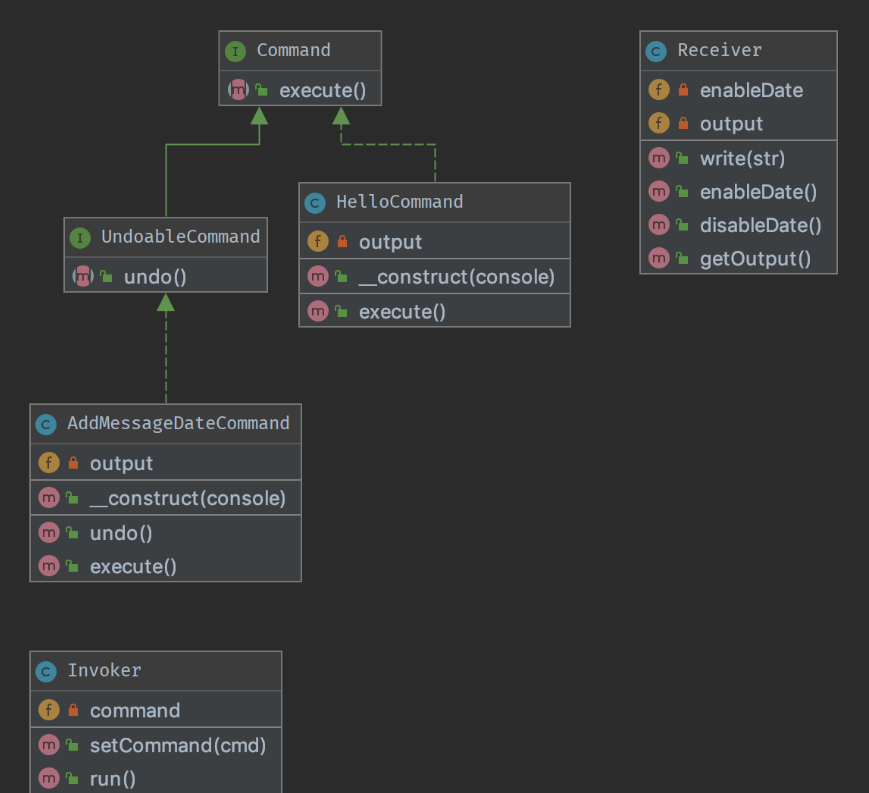 Command
execute()
Receiver
enableDate
output
write(str)
enableDate()
disableDate()
getOutput()
HelloCommand
output
__construct(console)
execute()
UndoableCommand
undo()
AddMessageDateCommand
output
__construct(console)
undo()
execute()
Invoker
command
setCommand(cmd)
run()